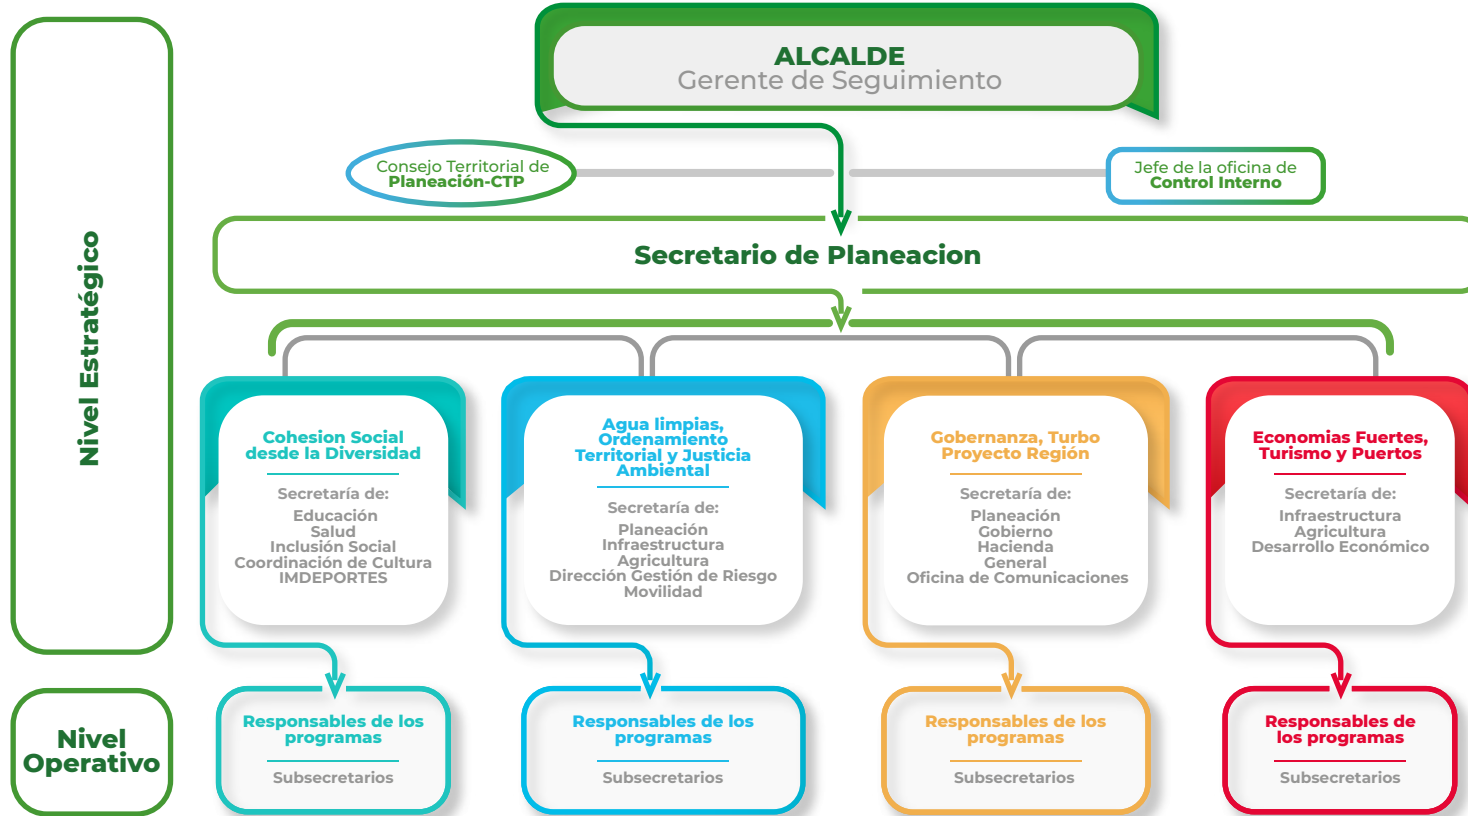 ALCALDE
Gerente de Seguimiento
Consejo Territorial de
Planeación-CTP
Jefe de la oficina de
Control Interno
Nivel Estratégico
Secretario de Planeacion
Cohesion Social
desde la Diversidad
Secretaría de:
Educación
Salud
Inclusión Social
Coordinación de Cultura
IMDEPORTES
Agua limpias,
Ordenamiento
Territorial y Justicia
Ambiental
Secretaría de:
Planeación
Infraestructura
Agricultura
Dirección Gestión de Riesgo
Movilidad
Gobernanza, Turbo
Proyecto Región
Secretaría de:
Planeación
Gobierno
Hacienda
General
Oficina de Comunicaciones
Economias Fuertes,
Turismo y Puertos
Secretaría de:
Infraestructura
Agricultura
Desarrollo Económico
Nivel
Operativo
Responsables de los
programas
Subsecretarios
Responsables de los
programas
Subsecretarios
Responsables de los
programas
Subsecretarios
Responsables de
los programas
Subsecretarios